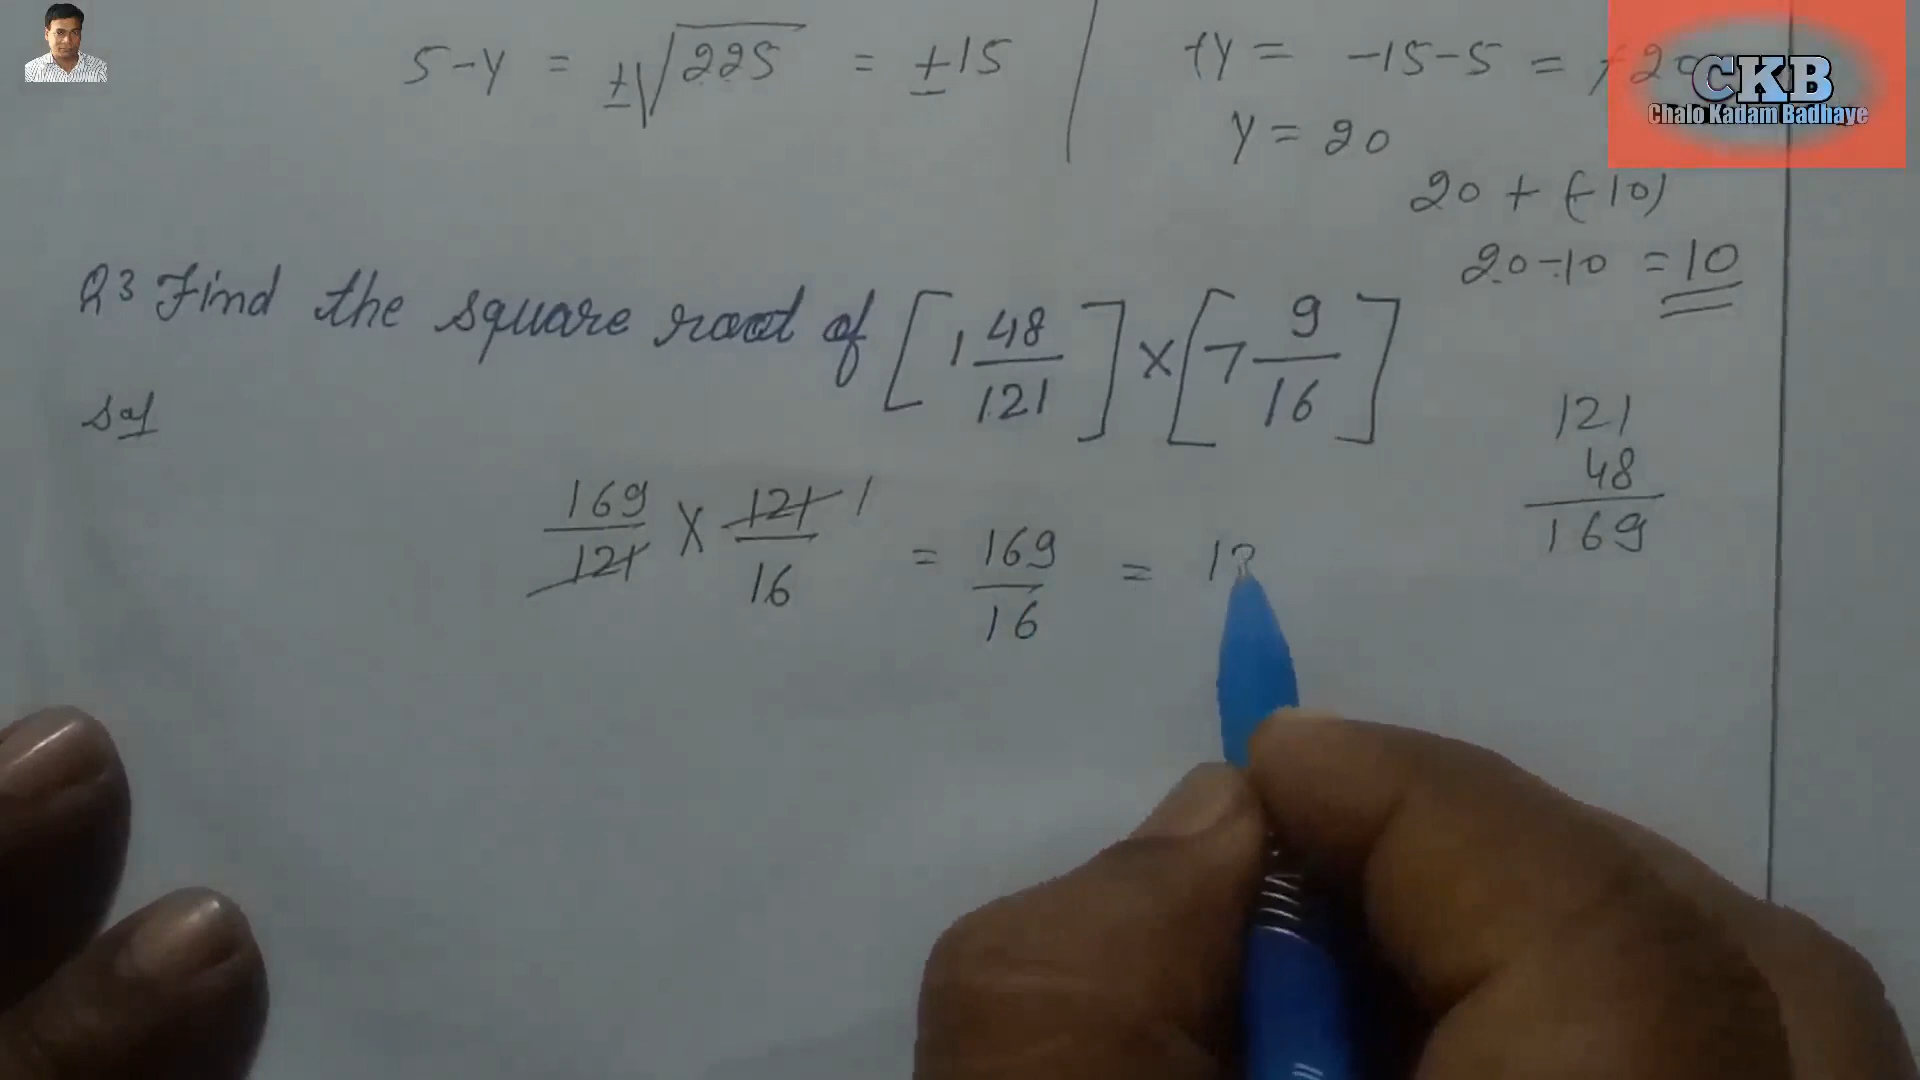 5-y = ±√225 = ±15
+y = -15-5 = +20
y = 20
20 + (-10)
20-10 = 10
CKB
Chalo Kadam Badhaye
Q3 Find the square root of [1 48/121] × [7 9/16]
Sol
121
48
169
169/121 × 121/16 1 = 169/16 = 13